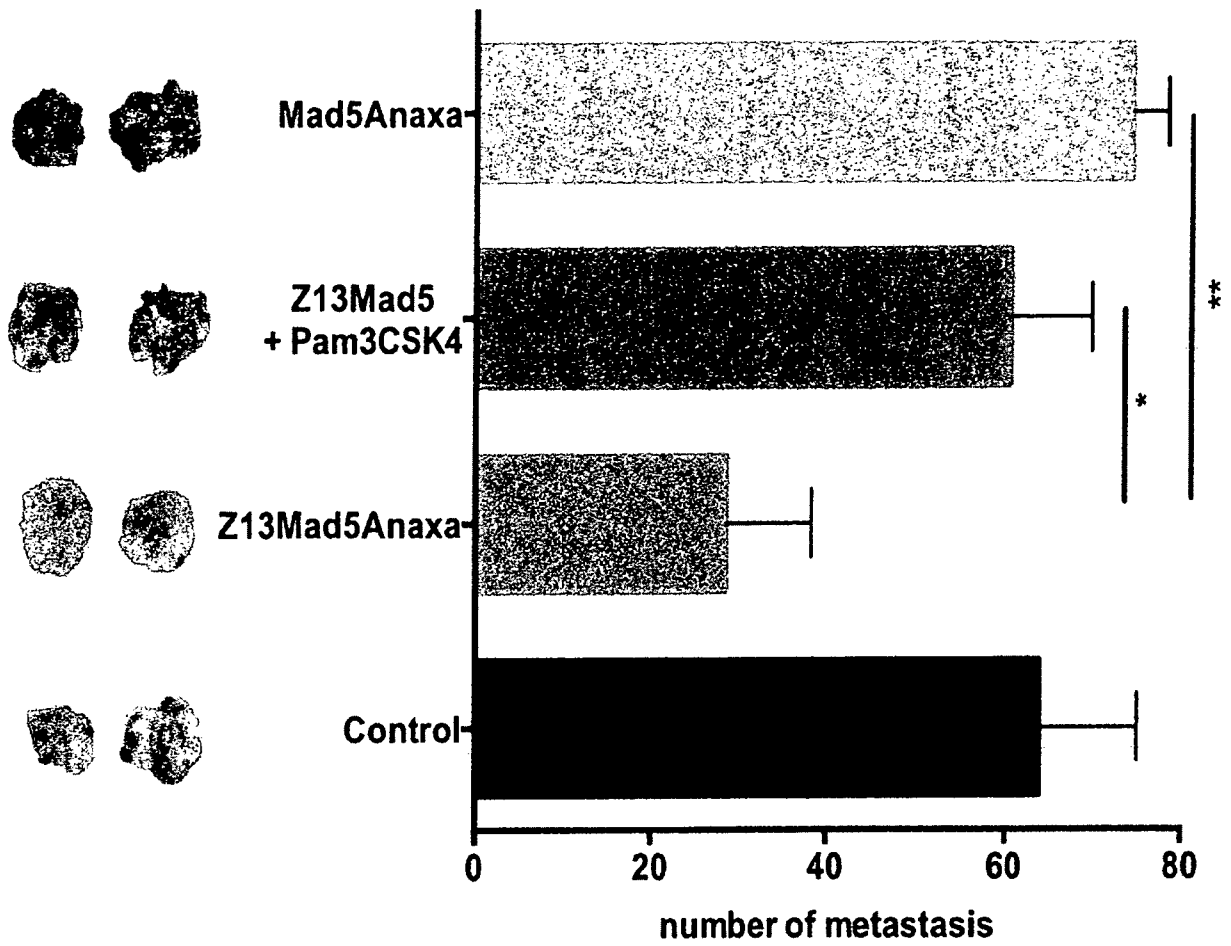 Mad5Anaxa
Z13Mad5
+ Pam3CSK4
Z13Mad5Anaxa
Control
**
*
0 20 40 60 80
number of metastasis